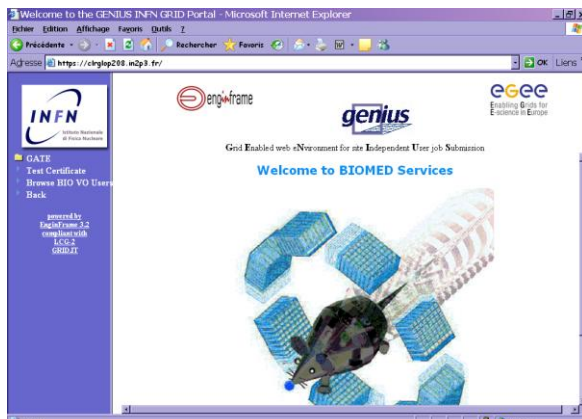 Welcome to the GENIUS INFN GRID Portal - Microsoft Internet Explorer
Fichier Edition Affichage Favoris Outils ?
Précédente Rechercher Favoris
Adresse https://clrglop208.in2p3.fr/ OK Liens
INFN
Istituto Nazionale
di Fisica Nucleare
GATE
Test Certificate
Browse BIO VO Users
Back
powered by
EnginFrame 3.2
compliant with
LCG-2
GRID.IT
enginframe
genius
egee
Enabling Grids for
E-science in Europe
Grid Enabled web eNvironment for site Independent User job Submission
Welcome to BIOMED Services